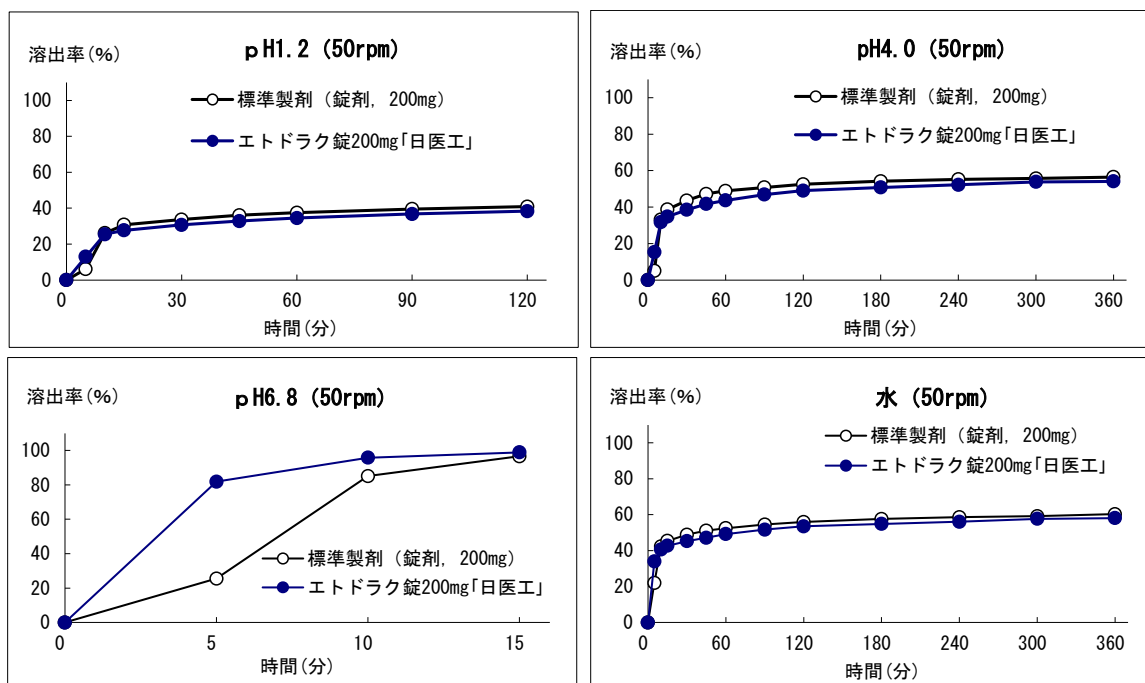 pH1.2 (50rpm)
溶出率(%)
標準製剤（錠剤，200mg）
エトドラク錠200mg「日医工」
100
80
60
40
20
0
0 30 60 90 120
時間(分)
pH4.0 (50rpm)
溶出率(%)
標準製剤（錠剤，200mg）
エトドラク錠200mg「日医工」
100
80
60
40
20
0
0 60 120 180 240 300 360
時間(分)
pH6.8 (50rpm)
溶出率(%)
100
80
60
40
20
0
標準製剤（錠剤，200mg）
エトドラク錠200mg「日医工」
0 5 10 15
時間(分)
水 (50rpm)
溶出率(%)
標準製剤（錠剤，200mg）
エトドラク錠200mg「日医工」
100
80
60
40
20
0
0 60 120 180 240 300 360
時間(分)